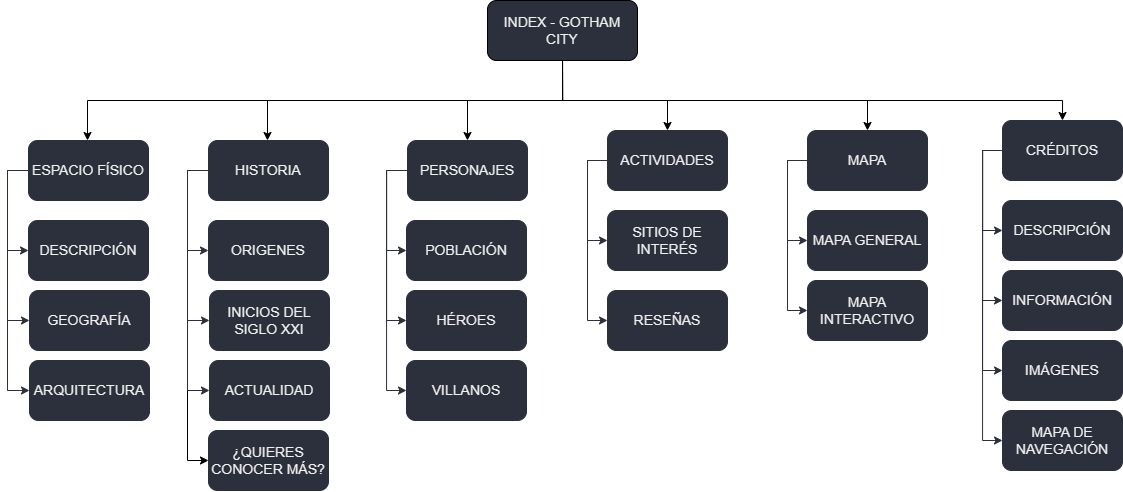 INDEX - GOTHAM
CITY
ESPACIO FÍSICO
DESCRIPCIÓN
GEOGRAFÍA
ARQUITECTURA
HISTORIA
ORIGENES
INICIOS DEL
SIGLO XXI
ACTUALIDAD
¿QUIERES
CONOCER MÁS?
PERSONAJES
POBLACIÓN
HÉROES
VILLANOS
ACTIVIDADES
SITIOS DE
INTERÉS
RESEÑAS
MAPA
MAPA GENERAL
MAPA
INTERACTIVO
CRÉDITOS
DESCRIPCIÓN
INFORMACIÓN
IMÁGENES
MAPA DE
NAVEGACIÓN